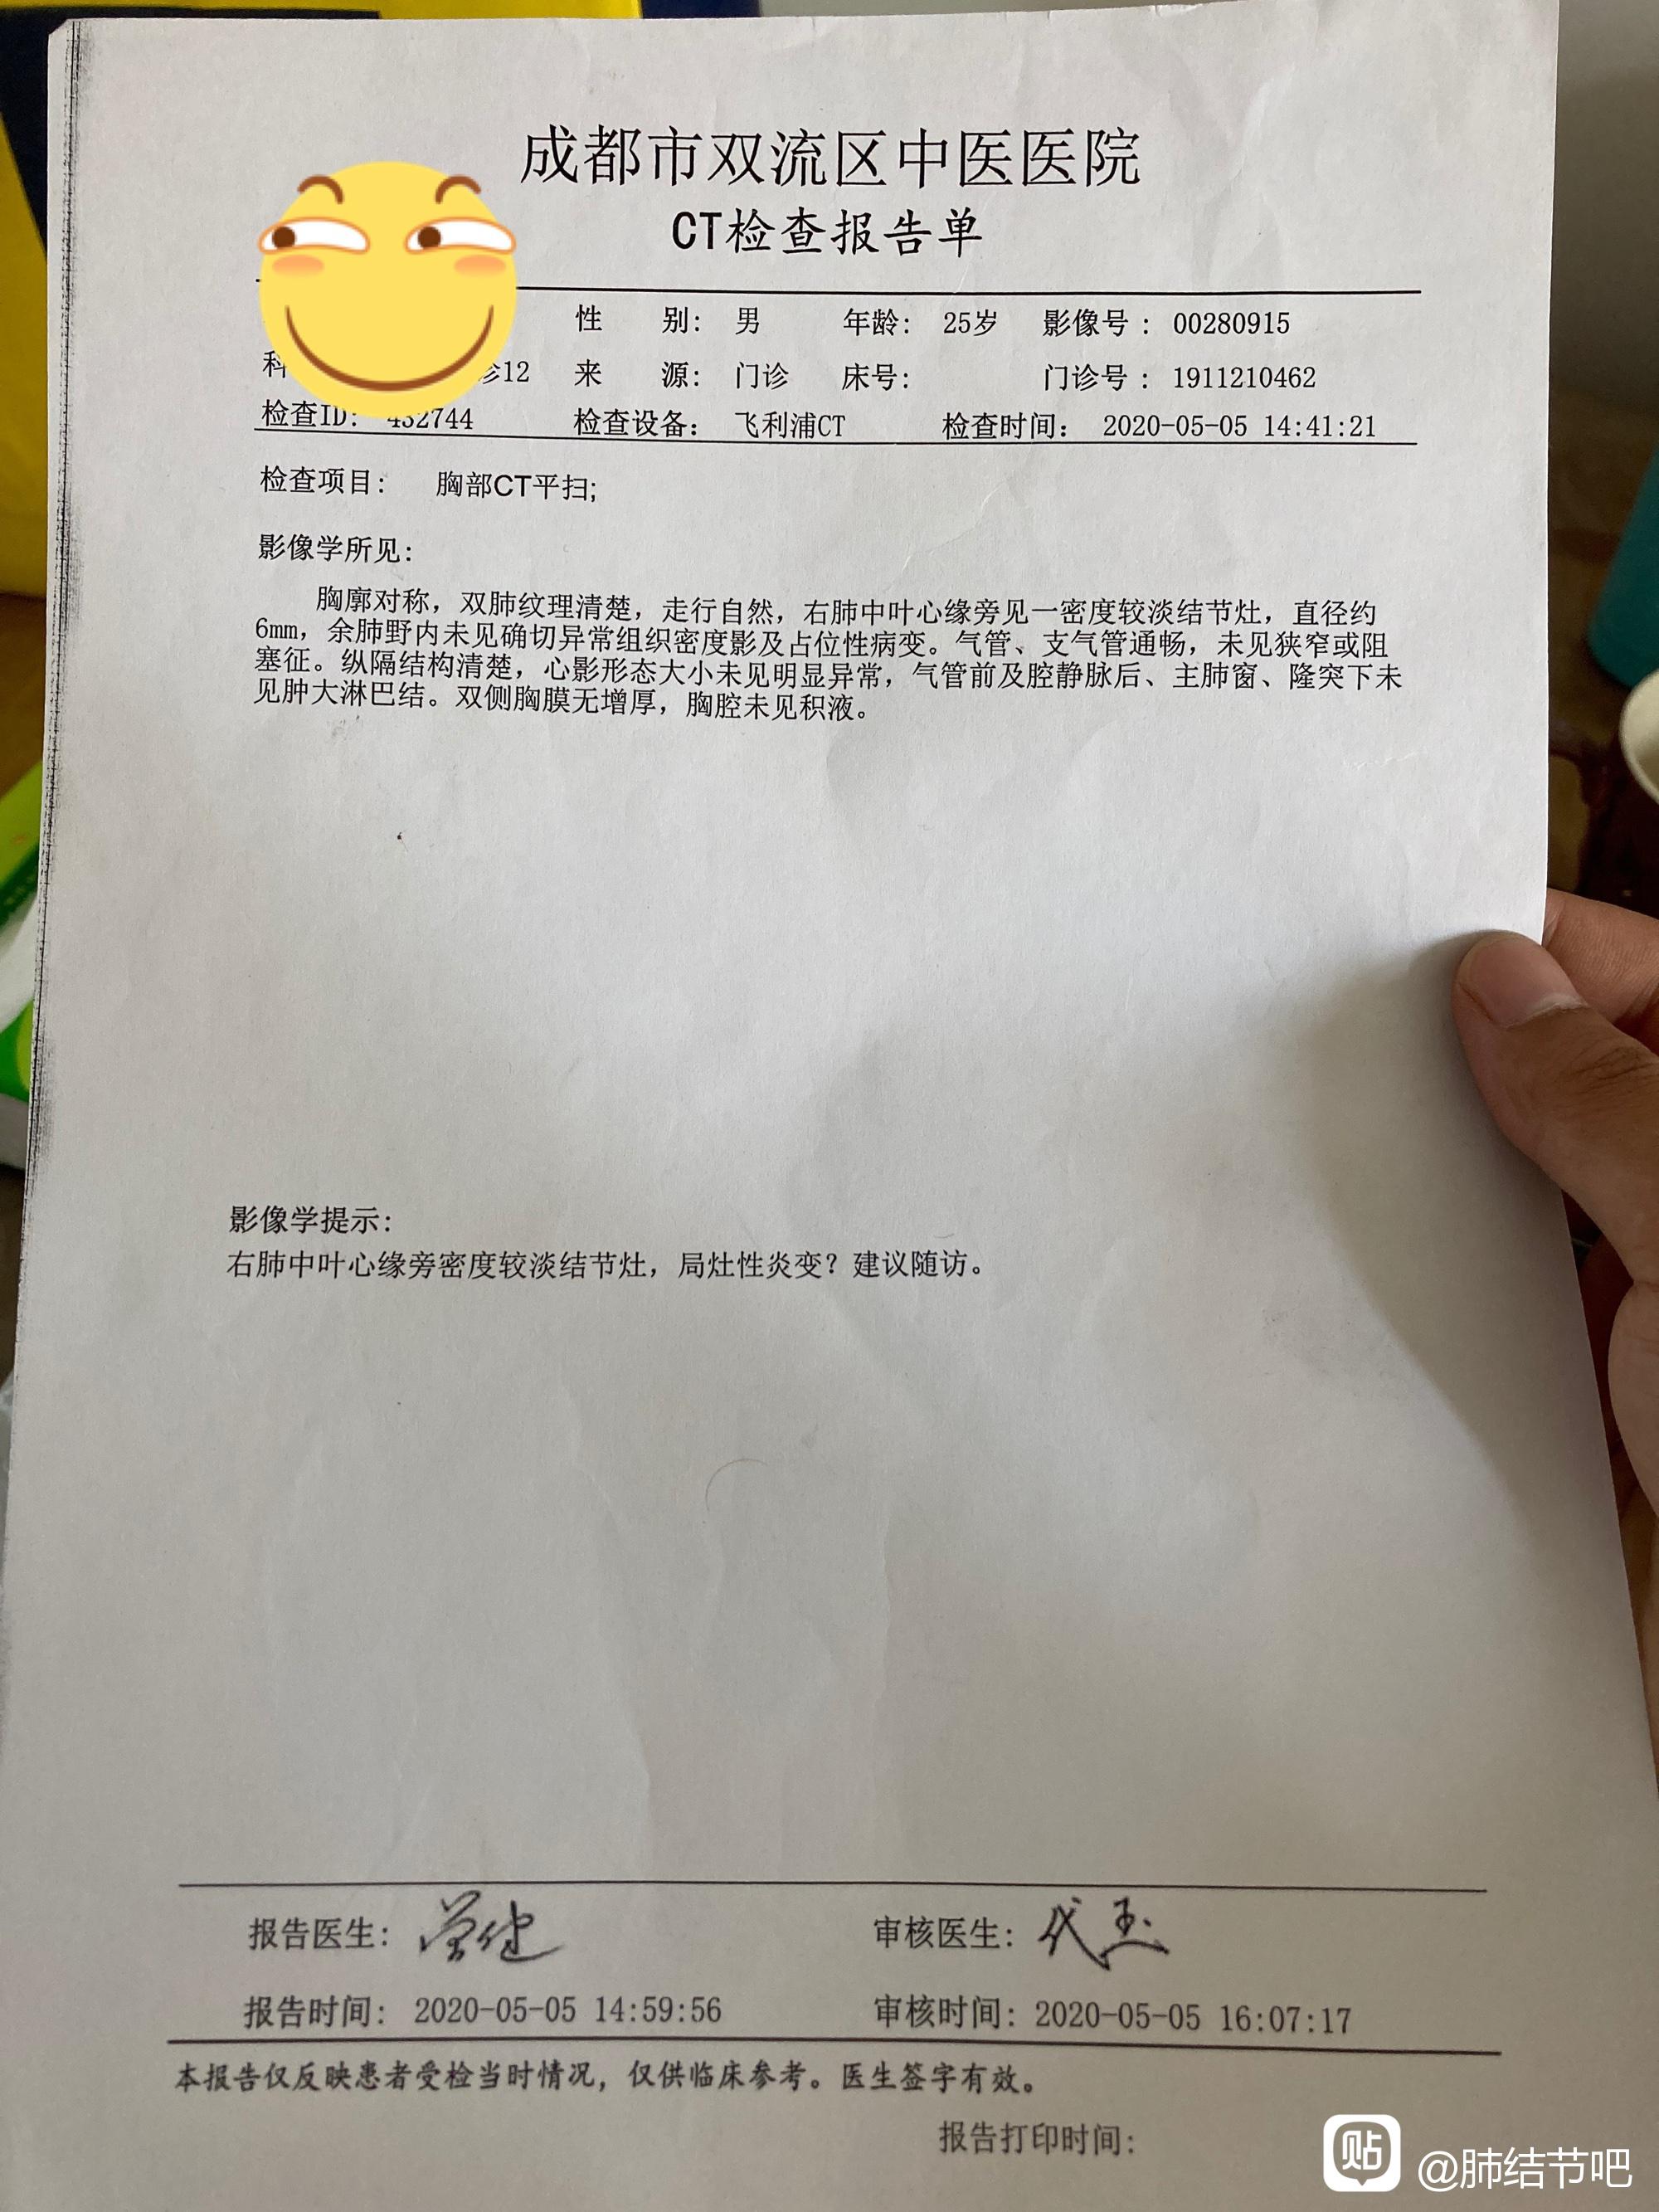 成都市双流区中医医院
CT检查报告单
性 别: 男 年龄: 25岁 影像号: 00280915
科 诊12 来 源: 门诊 床号: 门诊号: 1911210462
检查ID: 432744 检查设备: 飞利浦CT 检查时间: 2020-05-05 14:41:21
检查项目: 胸部CT平扫;
影像学所见:
胸廓对称，双肺纹理清楚，走行自然，右肺中叶心缘旁见一密度较淡结节灶，直径约
6mm，余肺野内未见确切异常组织密度影及占位性病变。气管、支气管通畅，未见狭窄或阻
塞征。纵隔结构清楚，心影形态大小未见明显异常，气管前及腔静脉后、主肺窗、隆突下未
见肿大淋巴结。双侧胸膜无增厚，胸腔未见积液。
影像学提示:
右肺中叶心缘旁密度较淡结节灶，局灶性炎变？建议随访。
报告医生: 审核医生: 代玉
报告时间: 2020-05-05 14:59:56 审核时间: 2020-05-05 16:07:17
本报告仅反映患者受检当时情况，仅供临床参考。医生签字有效。
报告打印时间:
贴 @肺结节吧